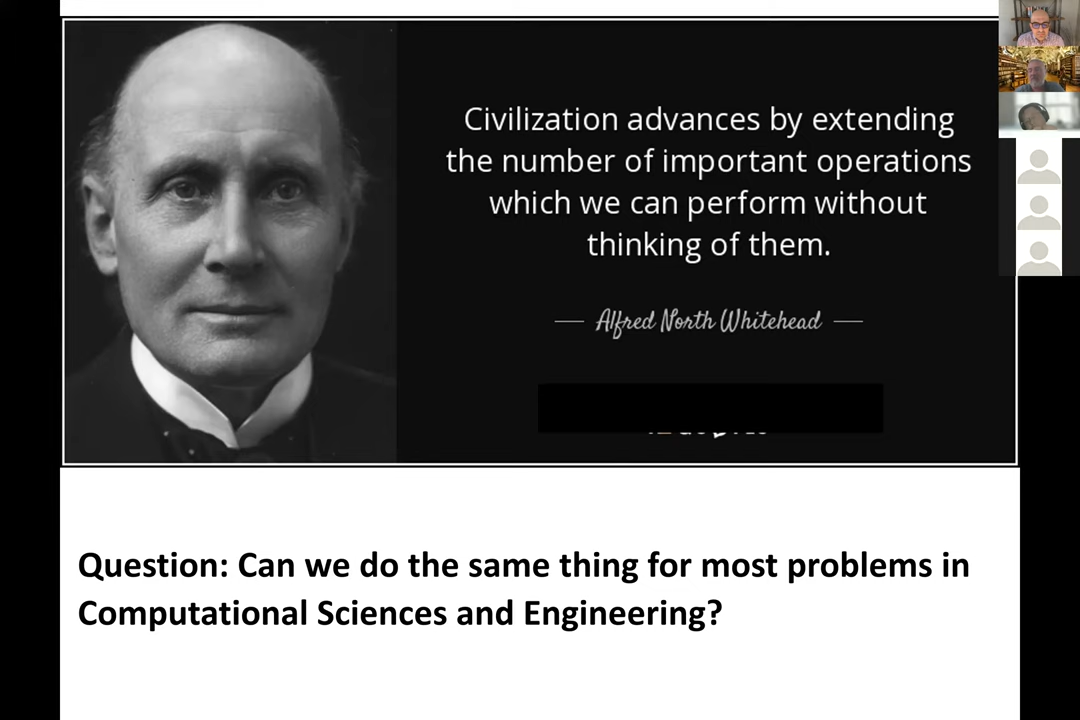 Civilization advances by extending
the number of important operations
which we can perform without
thinking of them.
Alfred North Whitehead
Question: Can we do the same thing for most problems in
Computational Sciences and Engineering?